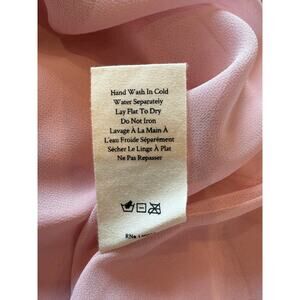 Hand Wash In Cold
Water Separately
Lay Flat To Dry
Do Not Iron
Lavage À La Main À
L'eau Froide Séparément
Sécher Le Linge À Plat
Ne Pas Repasser
RN#